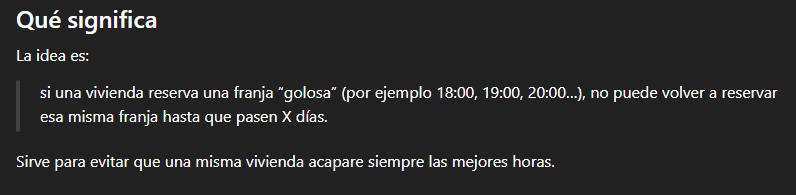 Qué significa
La idea es:
si una vivienda reserva una franja “golosa” (por ejemplo 18:00, 19:00, 20:00...), no puede volver a reservar
esa misma franja hasta que pasen X días.
Sirve para evitar que una misma vivienda acapare siempre las mejores horas.